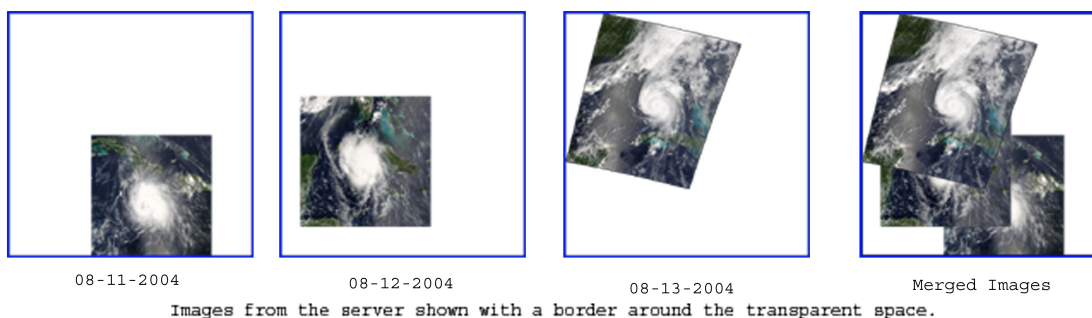 08-11-2004
08-12-2004
08-13-2004
Merged Images
Images from the server shown with a border around the transparent space.